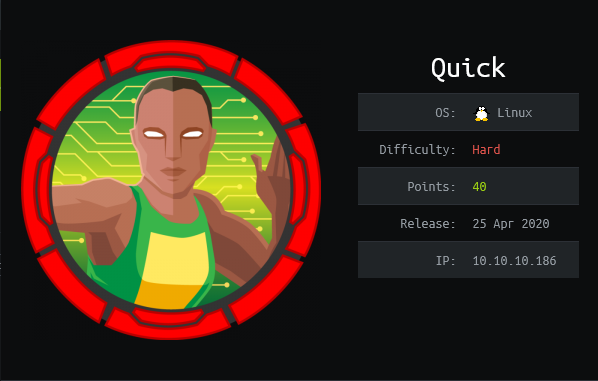 Quick
OS: Linux
Difficulty: Hard
Points: 40
Release: 25 Apr 2020
IP: 10.10.10.186